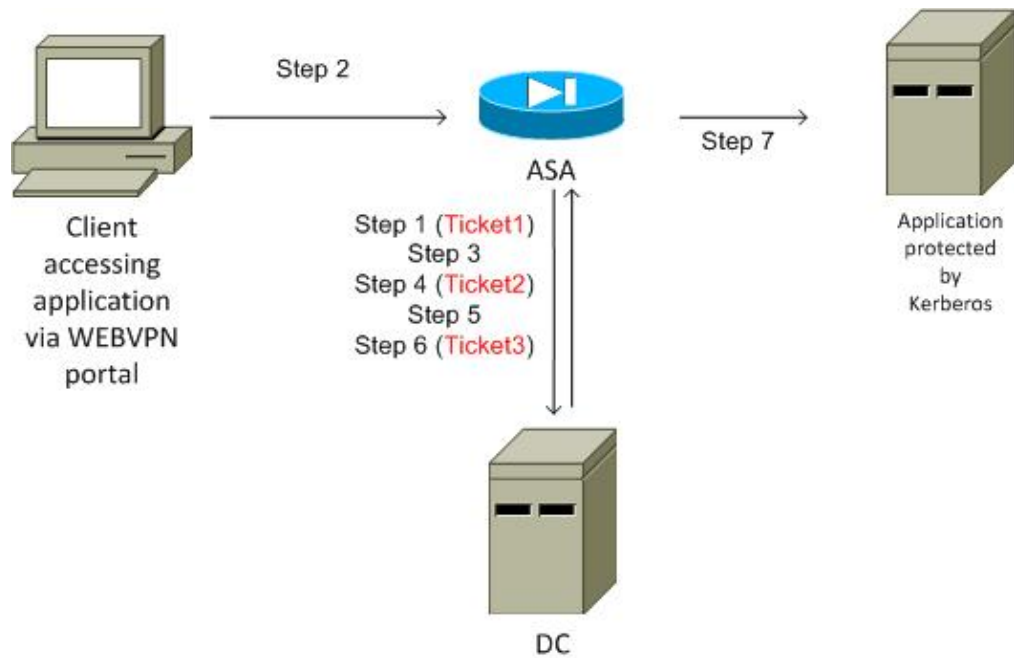 Step 2
Step 7
ASA
Step 1 (Ticket1)
Step 3
Step 4 (Ticket2)
Step 5
Step 6 (Ticket3)
Client
accessing
application
via WEBVPN
portal
Application
protected
by
Kerberos
DC